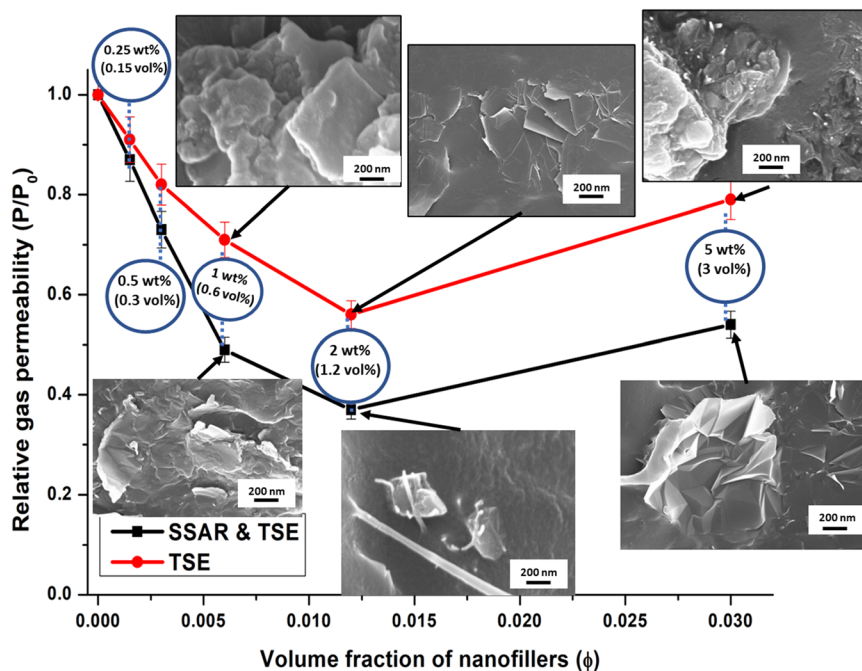 0.25 wt%
(0.15 vol%)
200 nm
200 nm
200 nm
1.0
0.8
0.6
0.4
0.2
0.0
Relative gas permeability (P/P₀)
0.5 wt%
(0.3 vol%)
1 wt%
(0.6 vol%)
2 wt%
(1.2 vol%)
5 wt%
(3 vol%)
200 nm
200 nm
200 nm
SSAR & TSE
TSE
0.000
0.005
0.010
0.015
0.020
0.025
0.030
Volume fraction of nanofillers (ϕ)